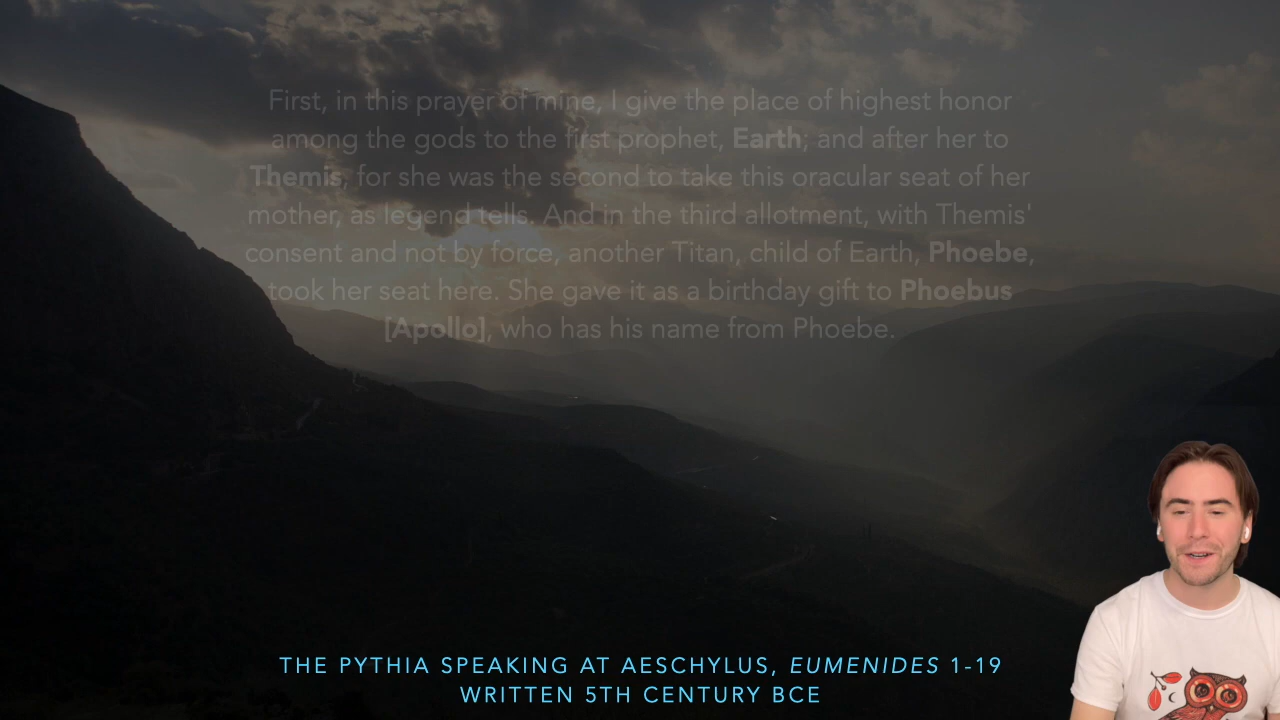 First, in this prayer of mine, I give the place of highest honor
among the gods to the first prophet, Earth; and after her to
Themis, for she was the second to take this oracular seat of her
mother, as legend tells. And in the third allotment, with Themis'
consent and not by force, another Titan, child of Earth, Phoebe,
took her seat here. She gave it as a birthday gift to Phoebus
[Apollo], who has his name from Phoebe.
THE PYTHIA SPEAKING AT AESCHYLUS, EUMENIDES 1-19
WRITTEN 5TH CENTURY BCE